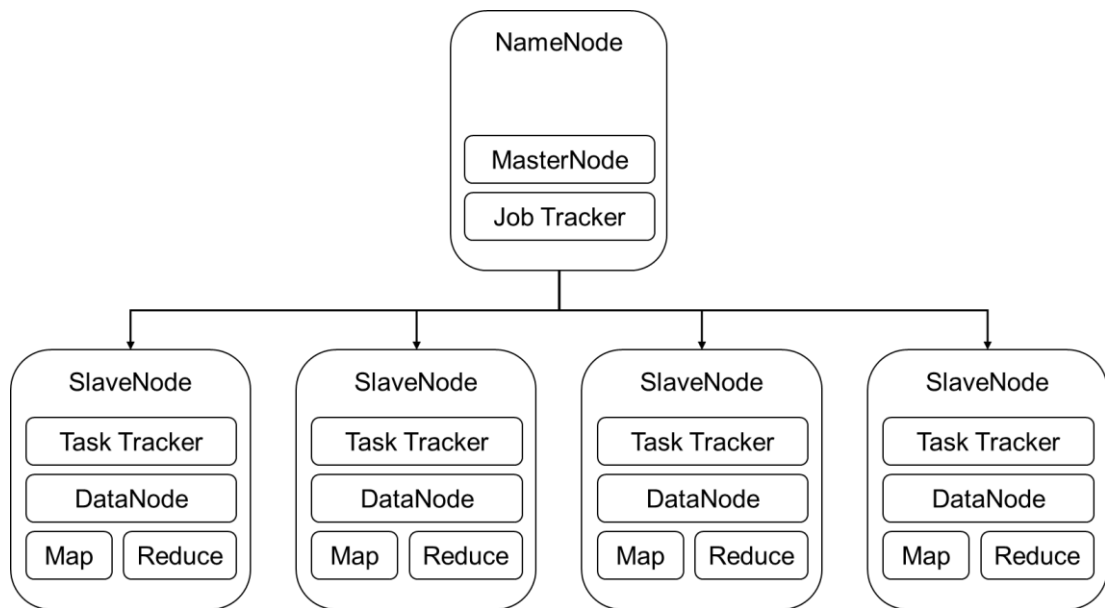 NameNode
MasterNode
Job Tracker
SlaveNode
Task Tracker
DataNode
Map Reduce
SlaveNode
Task Tracker
DataNode
Map Reduce
SlaveNode
Task Tracker
DataNode
Map Reduce
SlaveNode
Task Tracker
DataNode
Map Reduce